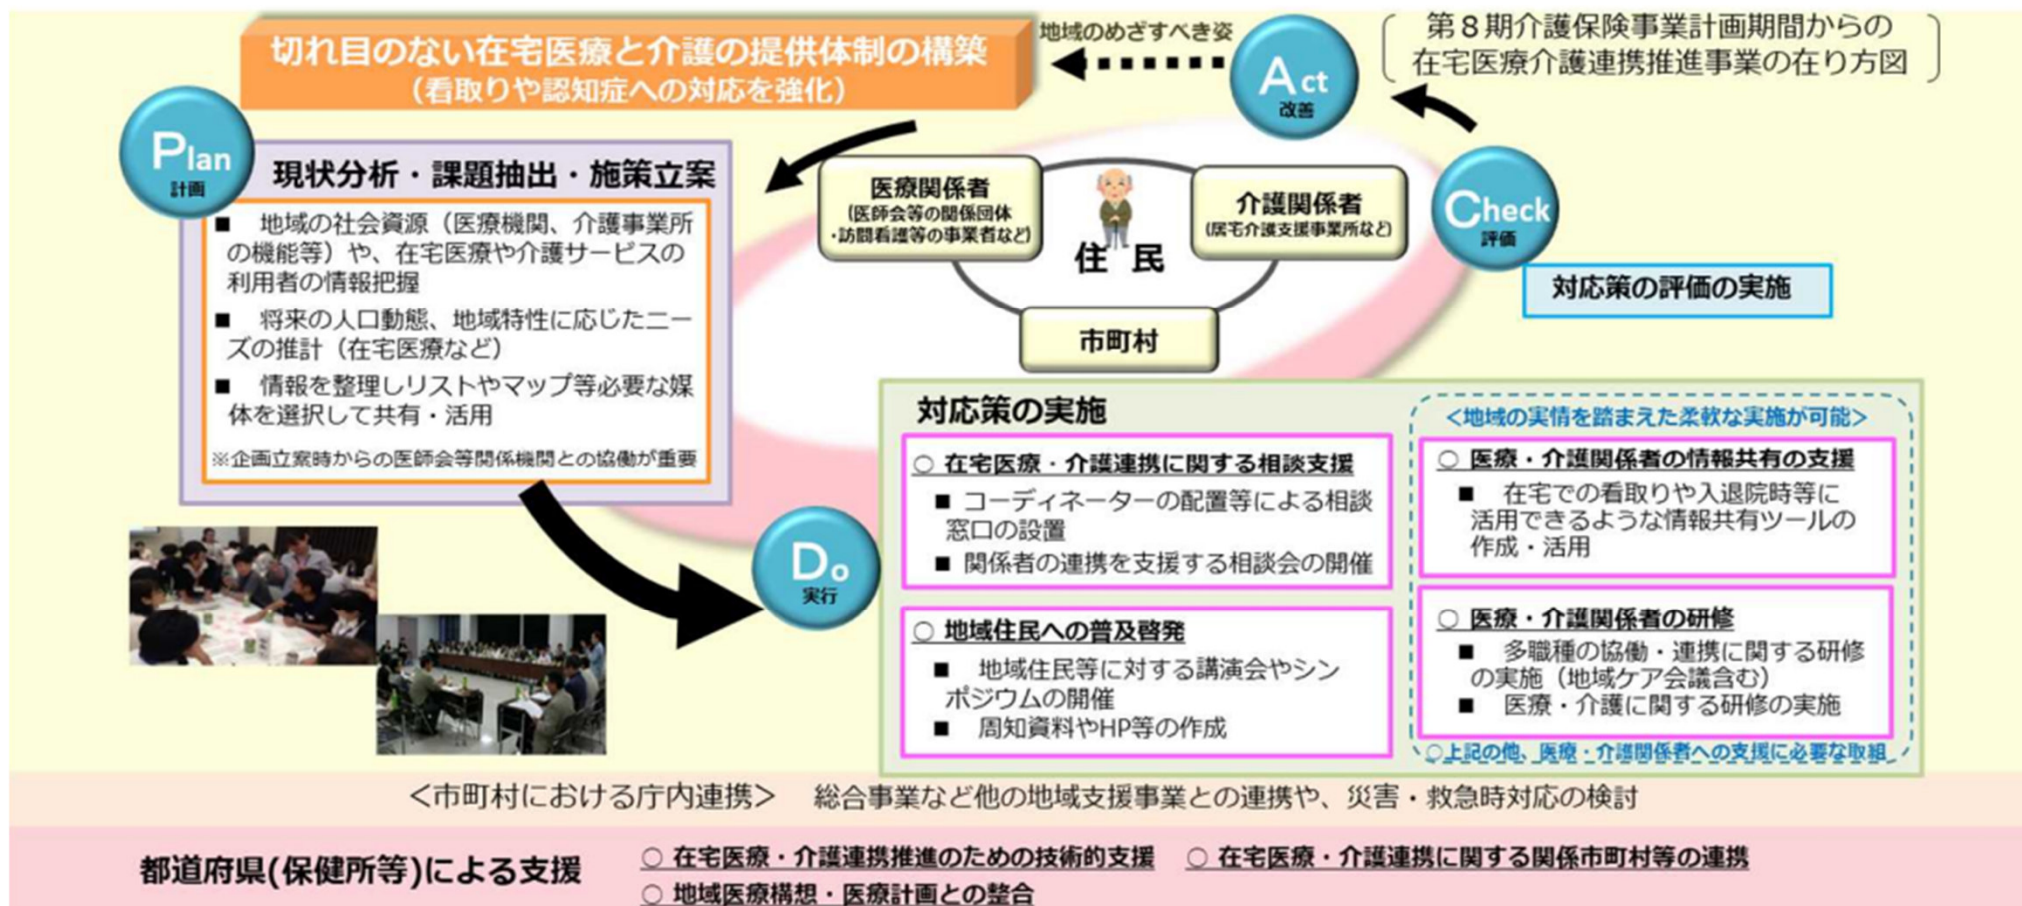 切れ目のない在宅医療と介護の提供体制の構築
（看取りや認知症への対応を強化）
地域のめざすべき姿
Act
改善
第８期介護保険事業計画期間からの
在宅医療介護連携推進事業の在り方図
Plan
計画
現状分析・課題抽出・施策立案
■ 地域の社会資源（医療機関、介護事業所
の機能等）や、在宅医療や介護サービスの
利用者の情報把握
■ 将来の人口動態、地域特性に応じたニー
ズの推計（在宅医療など）
■ 情報を整理しリストやマップ等必要な媒
体を選択して共有・活用
※企画立案時からの医師会等関係機関との協働が重要
医療関係者
(医師会等の関係団体
・訪問看護等の事業者など)
住 民
介護関係者
(居宅介護支援事業所など)
市町村
Check
評価
対応策の評価の実施
Do
実行
対応策の実施
○ 在宅医療・介護連携に関する相談支援
■ コーディネーターの配置等による相談
窓口の設置
■ 関係者の連携を支援する相談会の開催
○ 地域住民への普及啓発
■ 地域住民等に対する講演会やシン
ポジウムの開催
■ 周知資料やHP等の作成
＜地域の実情を踏まえた柔軟な実施が可能＞
○ 医療・介護関係者の情報共有の支援
■ 在宅での看取りや入退院時等に
活用できるような情報共有ツールの
作成・活用
○ 医療・介護関係者の研修
■ 多職種の協働・連携に関する研修
の実施（地域ケア会議含む）
■ 医療・介護に関する研修の実施
○上記の他、医療・介護関係者への支援に必要な取組
＜市町村における庁内連携＞ 総合事業など他の地域支援事業との連携や、災害・救急時対応の検討
都道府県(保健所等)による支援
○ 在宅医療・介護連携推進のための技術的支援 ○ 在宅医療・介護連携に関する関係市町村等の連携
○ 地域医療構想・医療計画との整合